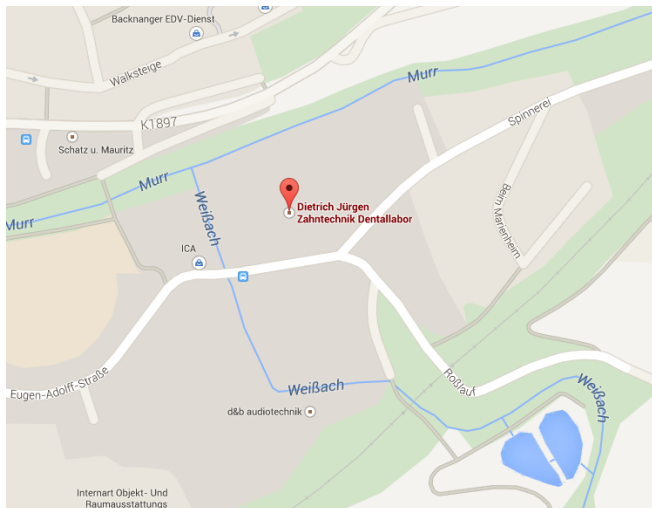 Backnanger EDV-Dienst
Walksteige
Murr
Spinnerei
K1897
Schatz u. Mauritz
Murr
Beim Marienheim
Dietrich Jürgen
Zahntechnik Dentallabor
Murr
Weißach
ICA
Eugen-Adolff-Straße
Roßlauf
Weißach
Weißach
d&b audiotechnik
Internart Objekt- Und
Raumausstattungs